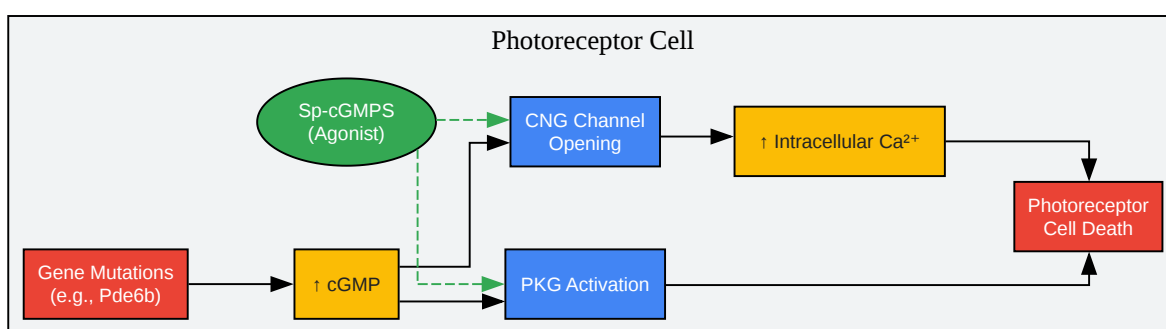 Photoreceptor Cell
Sp-cGMPS
(Agonist)
CNG Channel
Opening
↑ Intracellular Ca²⁺
Photoreceptor
Cell Death
Gene Mutations
(e.g., Pde6b)
↑ cGMP
PKG Activation